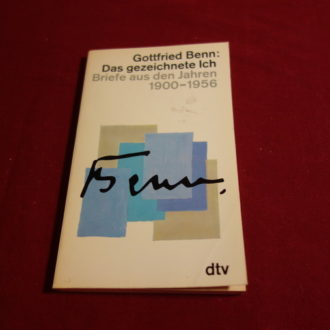 Gottfried Benn:
Das gezeichnete Ich
Briefe aus den Jahren
1900–1956
Benn.
dtv